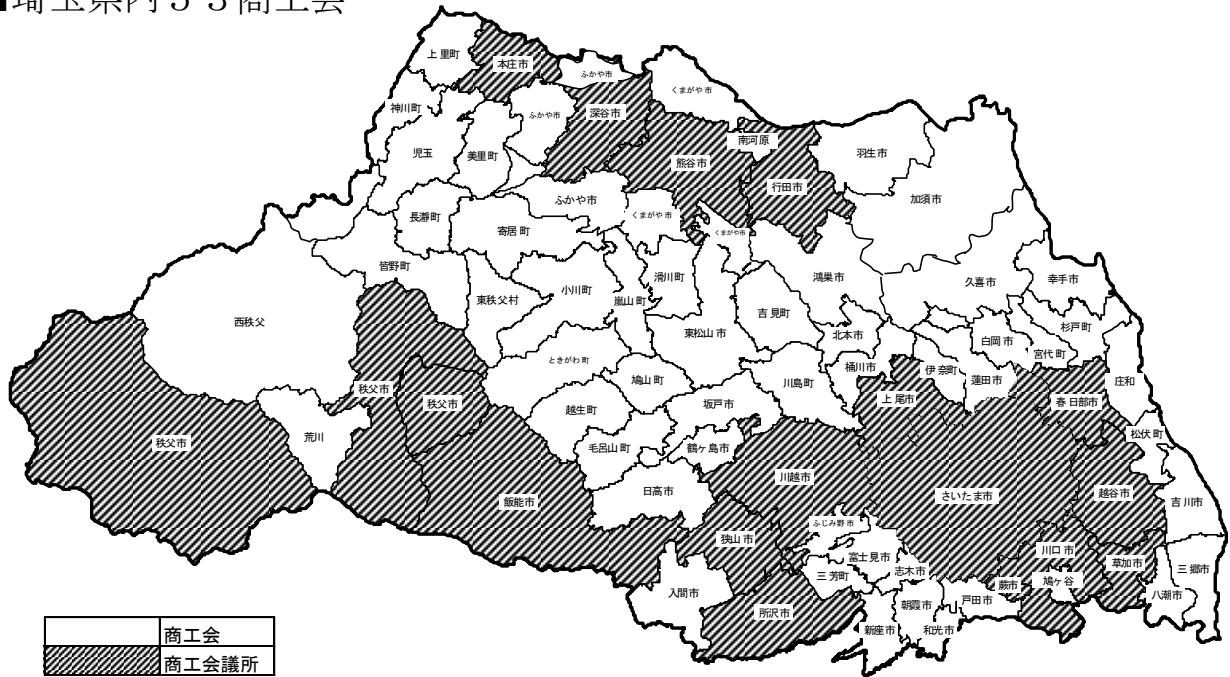 ■埼玉県内５３商工会
上里町
本庄市
ふかや市
くまがや市
神川町
ふかや市
深谷市
児玉
美里町
熊谷市
南河原
行田市
羽生市
加須市
長瀞町
寄居町
ふかや市
くまがや市
くまがや市
皆野町
東秩父村
小川町
嵐山町
滑川町
吉見町
鴻巣市
久喜市
幸手市
西秩父
東松山市
北本市
白岡市
杉戸町
宮代町
ときがわ町
鳩山町
川島町
桶川市
伊奈町
蓮田市
庄和
秩父市
秩父市
越生町
坂戸市
上尾市
春日部市
松伏町
秩父市
荒川
毛呂山町
鶴ヶ島市
日高市
飯能市
川越市
さいたま市
越谷市
吉川市
ふじみ野市
狭山市
富士見市
志木市
三芳町
川口市
鳩ヶ谷
蕨市
草加市
三郷市
八潮市
入間市
所沢市
朝霞市
戸田市
新座市
和光市
商工会
商工会議所